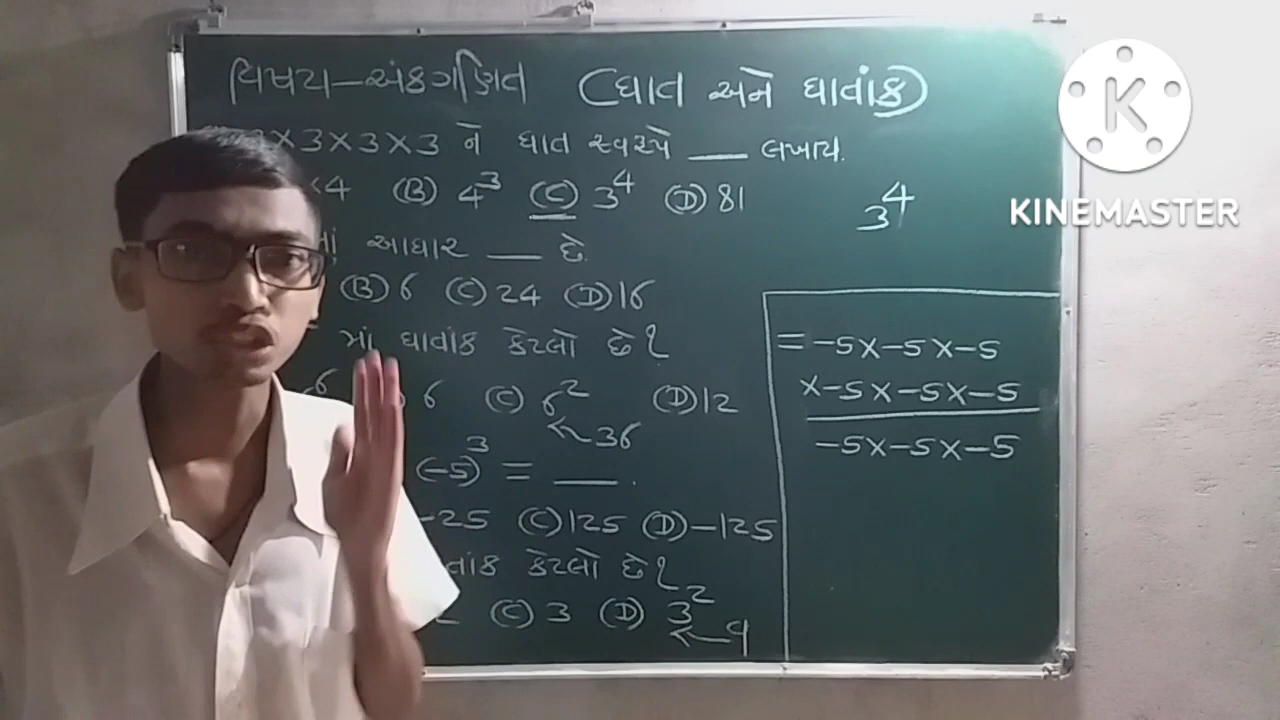 વિષય-અંકગણિત (ઘાત અને ઘાતાંક)
×3×3×3 ને ઘાત સ્વરૂપે ___ લખાય.
×4 (B) 4³ (C) 3⁴ (D) 81
3⁴
આધાર ___ છે.
(B) 6 (C) 24 (D) 16
માં ઘાતાંક કેટલો છે?
6 (C) 6² (D) 12
←36
(-5)³ = ___.
-25 (C) 125 (D) -125
કેટલો છે?
(C) 3 (D) 3²
←9
= -5×-5×-5
×-5×-5×-5
-5×-5×-5
K
KINEMASTER